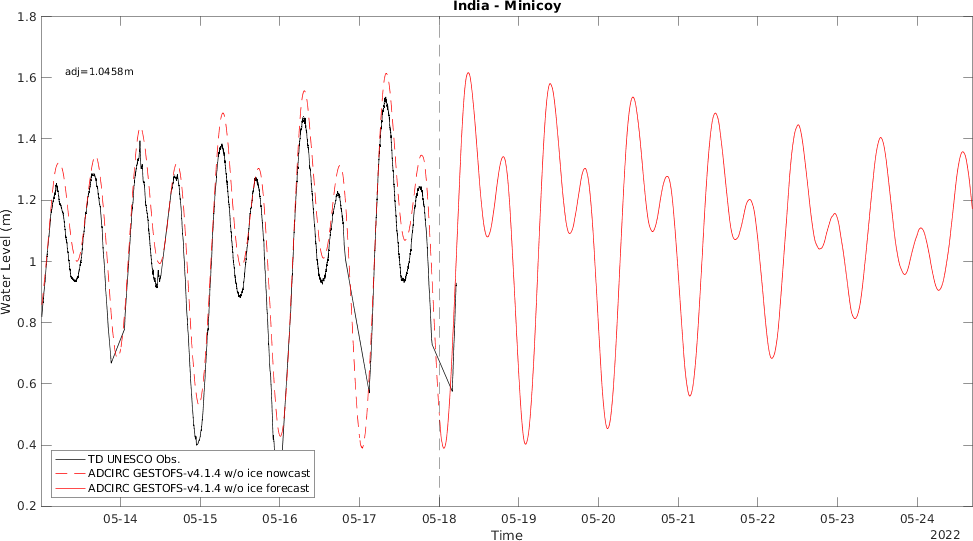 India - Minicoy
1.8
1.6
1.4
1.2
1
0.8
0.6
0.4
0.2
Water Level (m)
adj=1.0458m
TD UNESCO Obs.
ADCIRC GESTOFS-v4.1.4 w/o ice nowcast
ADCIRC GESTOFS-v4.1.4 w/o ice forecast
05-14 05-15 05-16 05-17 05-18 05-19 05-20 05-21 05-22 05-23 05-24
Time
2022